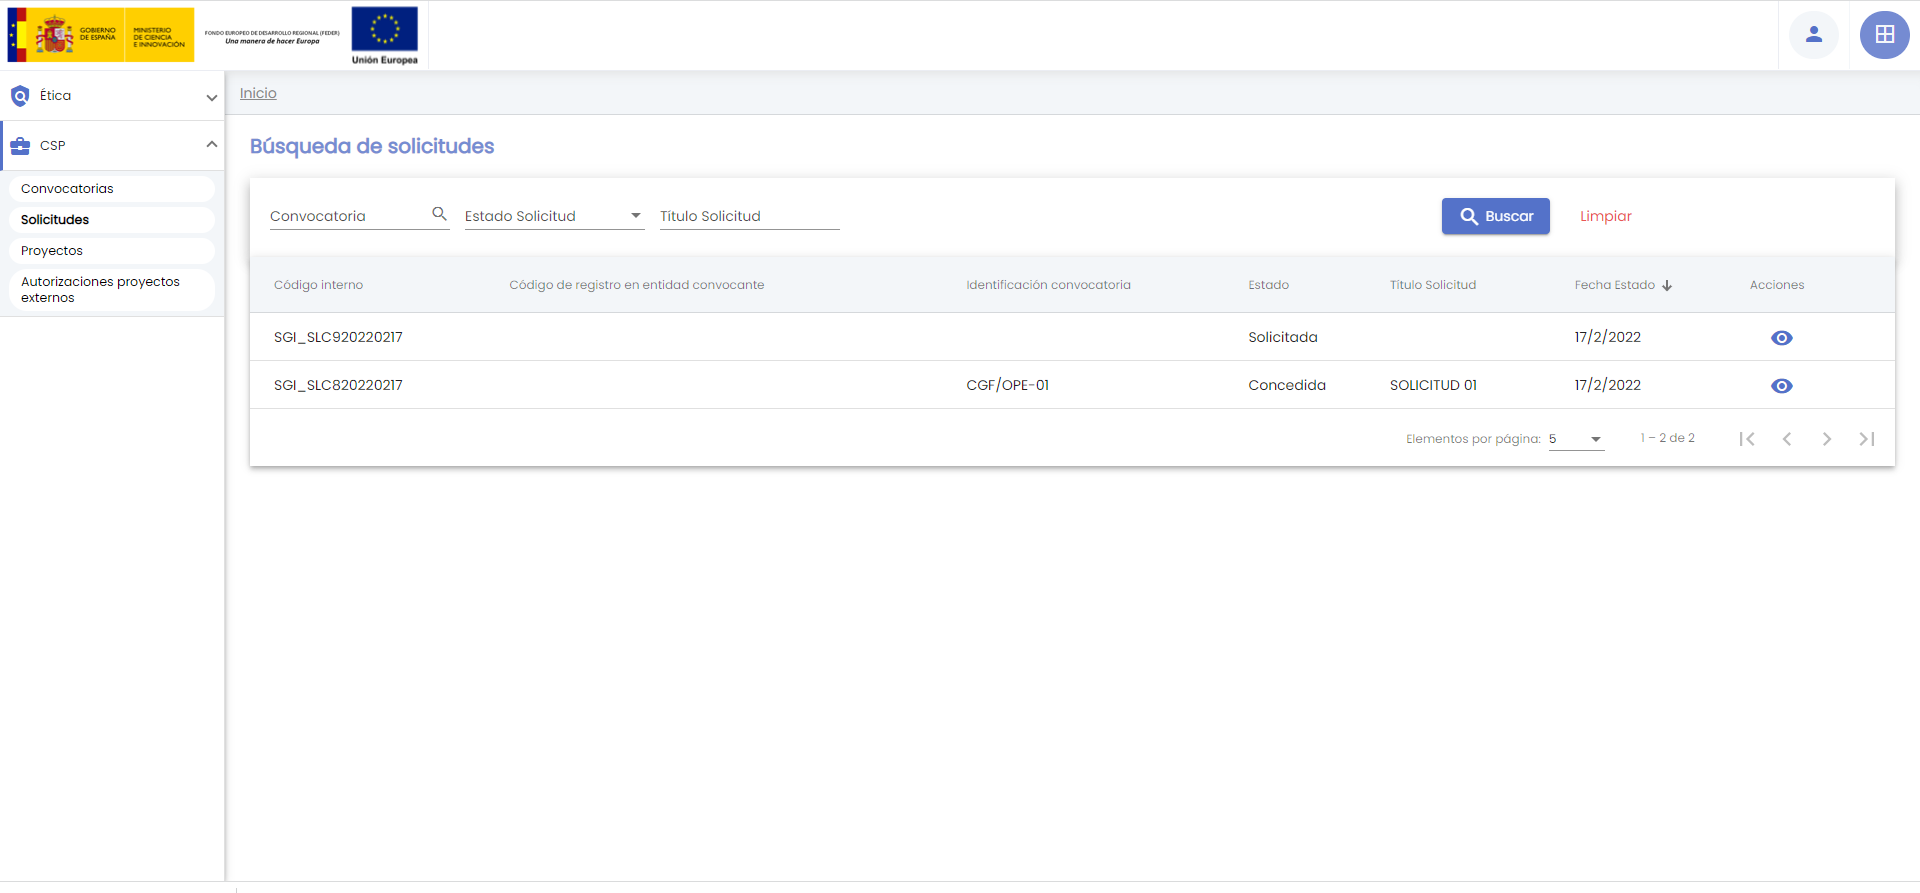 GOBIERNO
DE ESPAÑA
MINISTERIO
DE CIENCIA
E INNOVACIÓN
FONDO EUROPEO DE DESARROLLO REGIONAL (FEDER)
Una manera de hacer Europa
Unión Europea
Ética
CSP
Convocatorias
Solicitudes
Proyectos
Autorizaciones proyectos
externos
Inicio
Búsqueda de solicitudes
Convocatoria Estado Solicitud Título Solicitud Buscar Limpiar
Código interno Código de registro en entidad convocante Identificación convocatoria Estado Título Solicitud Fecha Estado Acciones
SGI_SLC920220217 Solicitada 17/2/2022
SGI_SLC820220217 CGF/OPE-01 Concedida SOLICITUD 01 17/2/2022
Elementos por página: 5 1 – 2 de 2